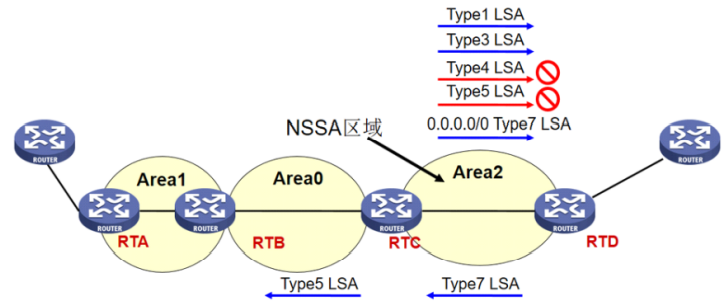 Type1 LSA
Type3 LSA
Type4 LSA
Type5 LSA
0.0.0.0/0 Type7 LSA
NSSA区域
ROUTER
ROUTER
Area1
Area0
Area2
ROUTER
ROUTER
ROUTER
ROUTER
RTA
RTB
RTC
RTD
Type5 LSA
Type7 LSA